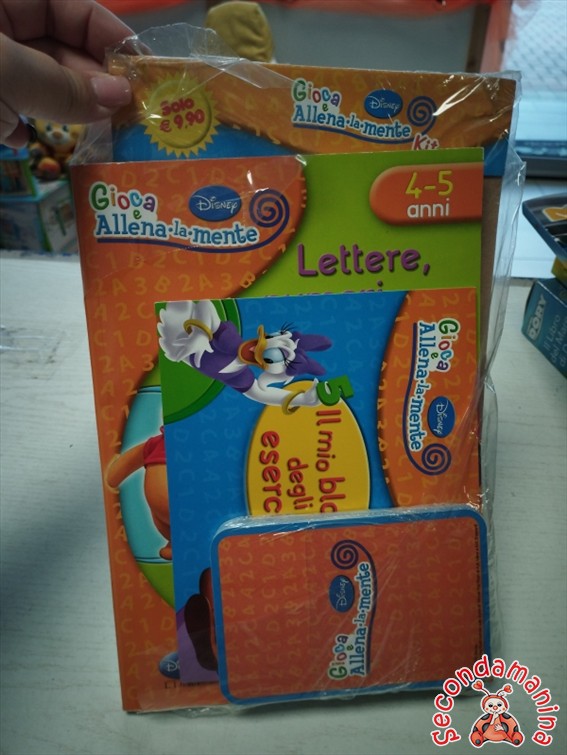 Solo
€ 9,90
Gioca
e
Allena·la·mente
Disney
Kit
Gioca
e
Allena·la·mente
Disney
4-5
anni
Lettere,
5 Il mio blo
degli
eserc
Gioca
e
Allena·la·mente
Disney
Gioca
e
Allena·la·mente
Disney
Secondamanina